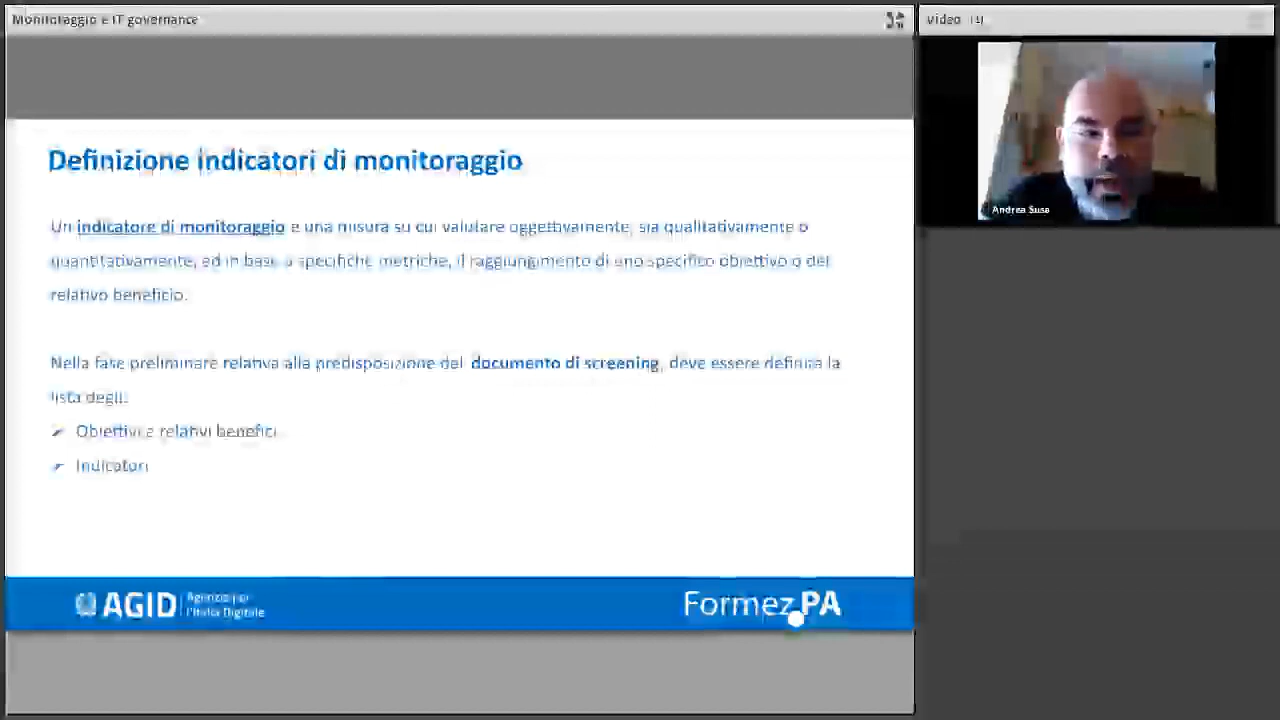 Monitoraggio e IT governance
Video (1)
Andrea Susa
Definizione indicatori di monitoraggio
Un indicatore di monitoraggio è una misura su cui valutare oggettivamente, sia qualitativamente o
quantitativamente, ed in base a specifiche metriche, il raggiungimento di uno specifico obiettivo o del
relativo beneficio.
Nella fase preliminare relativa alla predisposizione del documento di screening, deve essere definita la
lista degli:
Obiettivi e relativi benefici
Indicatori
AGID Agenzia per
l'Italia Digitale
Formez PA